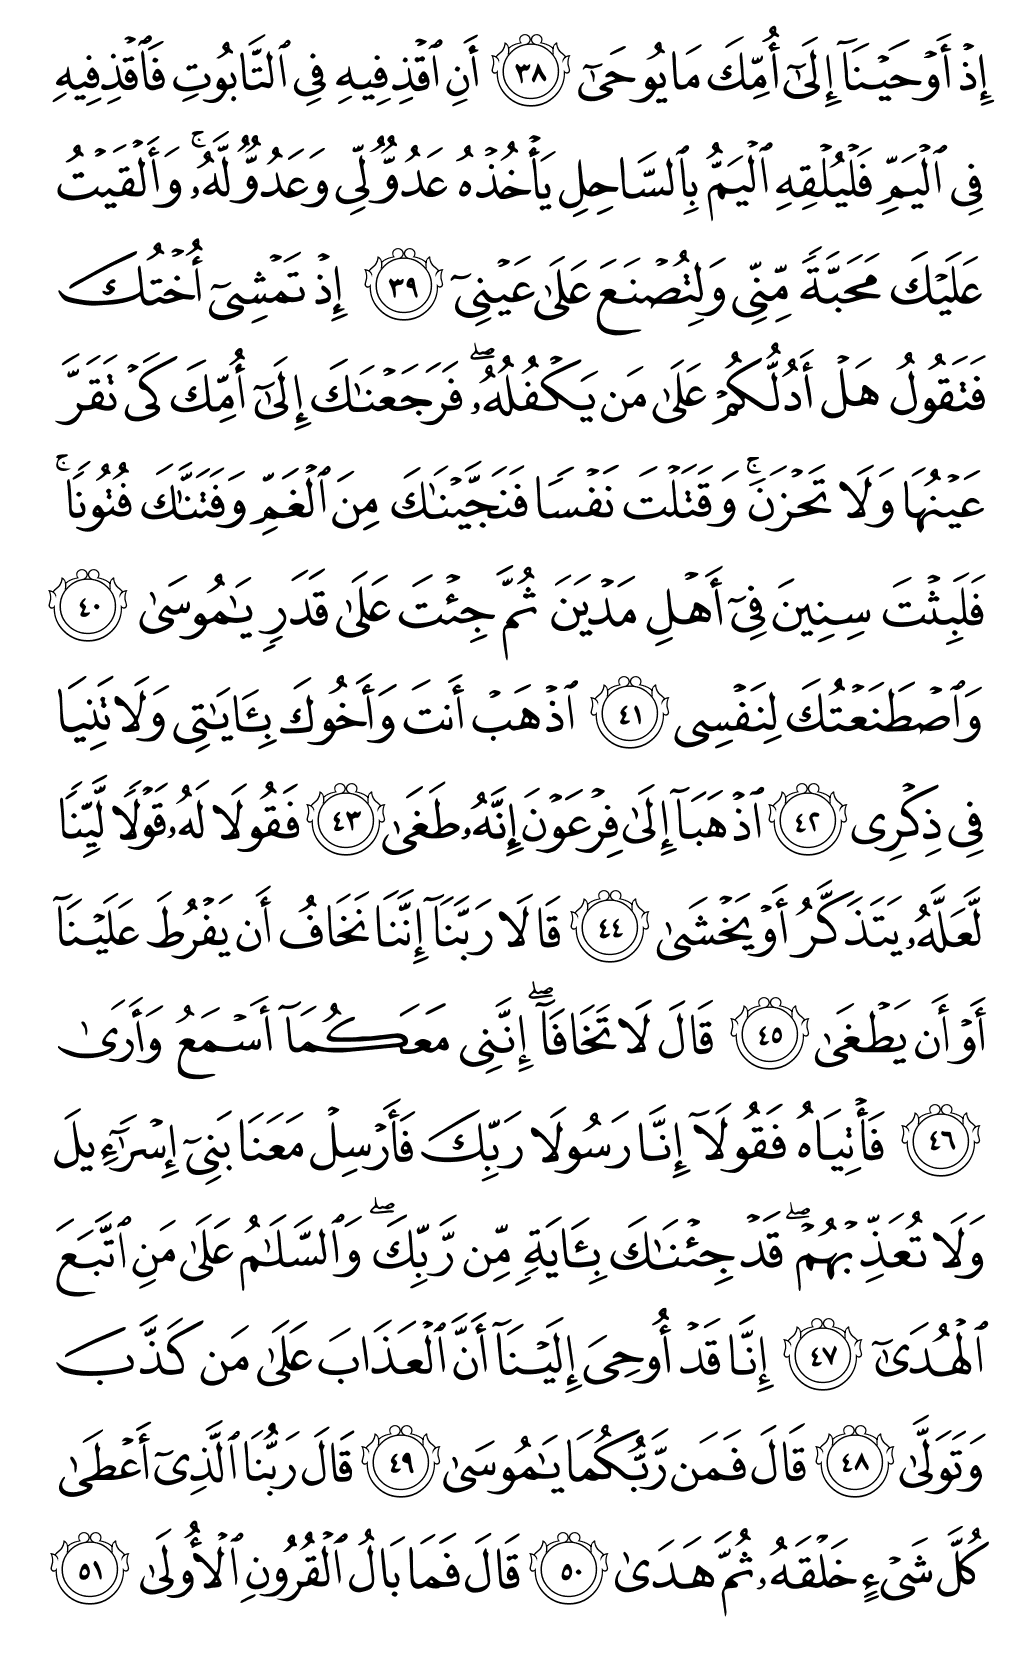 إِذْ أَوْحَيْنَآ إِلَىٰٓ أُمِّكَ مَا يُوحَىٰٓ ٣٨ أَنِ ٱقْذِفِيهِ فِى ٱلتَّابُوتِ فَٱقْذِفِيهِ
فِى ٱلْيَمِّ فَلْيُلْقِهِ ٱلْيَمُّ بِٱلسَّاحِلِ يَأْخُذْهُ عَدُوٌّ لِّى وَعَدُوٌّ لَّهُۥ ۚ وَأَلْقَيْتُ
عَلَيْكَ مَحَبَّةً مِّنِّى وَلِتُصْنَعَ عَلَىٰ عَيْنِىٓ ٣٩ إِذْ تَمْشِىٓ أُخْتُكَ
فَتَقُولُ هَلْ أَدُلُّكُمْ عَلَىٰ مَن يَكْفُلُهُۥ ۖ فَرَجَعْنَٰكَ إِلَىٰٓ أُمِّكَ كَىْ تَقَرَّ
عَيْنُهَا وَلَا تَحْزَنَ ۚ وَقَتَلْتَ نَفْسًا فَنَجَّيْنَٰكَ مِنَ ٱلْغَمِّ وَفَتَنَّٰكَ فُتُونًا ۚ
فَلَبِثْتَ سِنِينَ فِىٓ أَهْلِ مَدْيَنَ ثُمَّ جِئْتَ عَلَىٰ قَدَرٍ يَٰمُوسَىٰ ٤٠
وَٱصْطَنَعْتُكَ لِنَفْسِى ٤١ ٱذْهَبْ أَنتَ وَأَخُوكَ بِـَٔايَٰتِى وَلَا تَنِيَا
فِى ذِكْرِى ٤٢ ٱذْهَبَآ إِلَىٰ فِرْعَوْنَ إِنَّهُۥ طَغَىٰ ٤٣ فَقُولَا لَهُۥ قَوْلًا لَّيِّنًا
لَّعَلَّهُۥ يَتَذَكَّرُ أَوْ يَخْشَىٰ ٤٤ قَالَا رَبَّنَآ إِنَّنَا نَخَافُ أَن يَفْرُطَ عَلَيْنَآ
أَوْ أَن يَطْغَىٰ ٤٥ قَالَ لَا تَخَافَآ ۖ إِنَّنِى مَعَكُمَآ أَسْمَعُ وَأَرَىٰ
٤٦ فَأْتِيَاهُ فَقُولَآ إِنَّا رَسُولَا رَبِّكَ فَأَرْسِلْ مَعَنَا بَنِىٓ إِسْرَٰٓءِيلَ
وَلَا تُعَذِّبْهُمْ ۖ قَدْ جِئْنَٰكَ بِـَٔايَةٍ مِّن رَّبِّكَ ۖ وَٱلسَّلَٰمُ عَلَىٰ مَنِ ٱتَّبَعَ
ٱلْهُدَىٰٓ ٤٧ إِنَّا قَدْ أُوحِىَ إِلَيْنَآ أَنَّ ٱلْعَذَابَ عَلَىٰ مَن كَذَّبَ
وَتَوَلَّىٰ ٤٨ قَالَ فَمَن رَّبُّكُمَا يَٰمُوسَىٰ ٤٩ قَالَ رَبُّنَا ٱلَّذِىٓ أَعْطَىٰ
كُلَّ شَىْءٍ خَلْقَهُۥ ثُمَّ هَدَىٰ ٥٠ قَالَ فَمَا بَالُ ٱلْقُرُونِ ٱلْأُولَىٰ ٥١